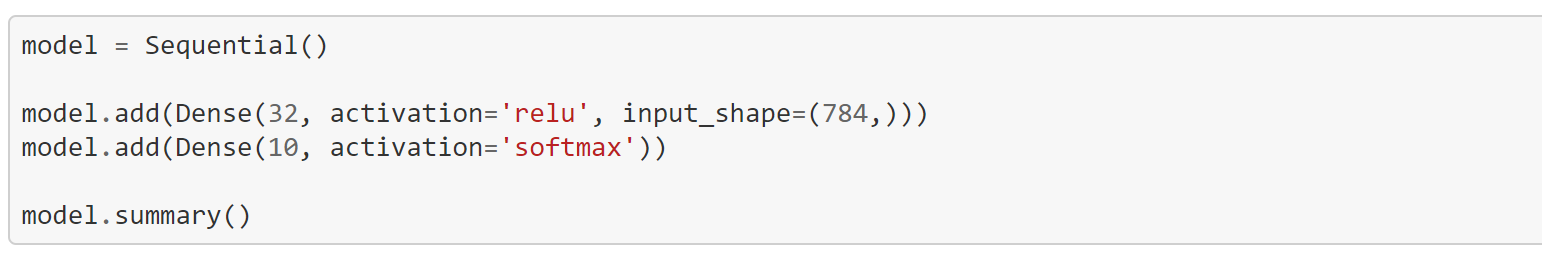 model = Sequential()
model.add(Dense(32, activation='relu', input_shape=(784,)))
model.add(Dense(10, activation='softmax'))
model.summary()